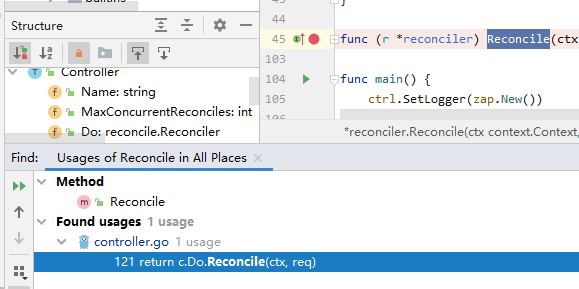 Builtins
Structure
Controller
Name: string
MaxConcurrentReconciles: int
Do: reconcile.Reconciler
43 }
44
45 func (r *reconciler) Reconcile(ctx
103
104 func main() {
105 ctrl.SetLogger(zap.New())
106
*reconciler.Reconcile(ctx context.Context,
Find: Usages of Reconcile in All Places
Method
Reconcile
Found usages 1 usage
controller.go 1 usage
121 return c.Do.Reconcile(ctx, req)